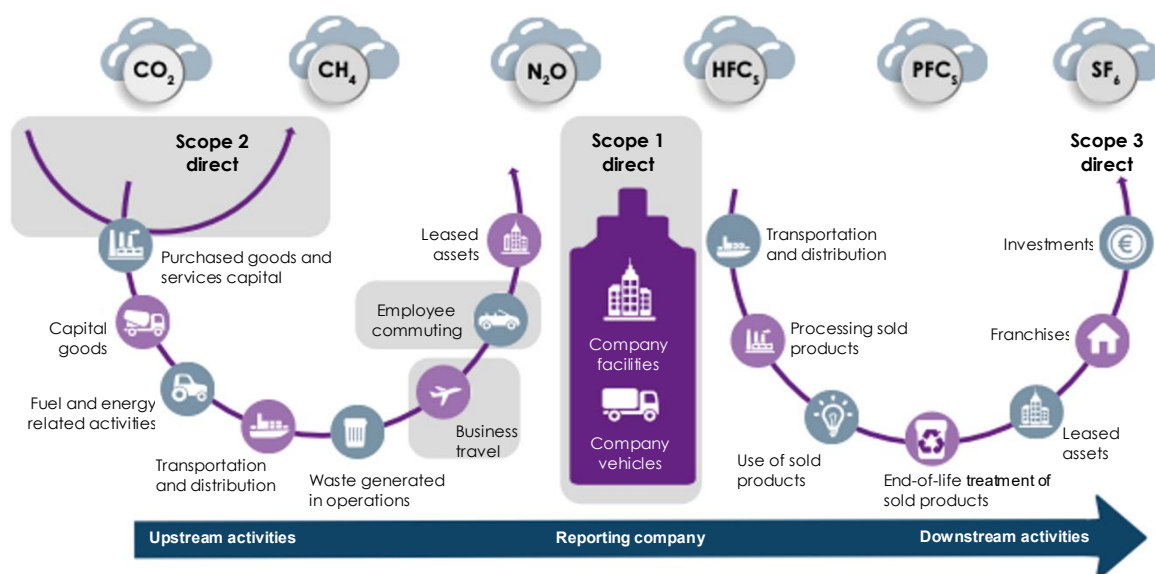 CO2
CH4
N2O
HFCS
PFCS
SF6
Scope 2
direct
Scope 1
direct
Scope 3
direct
Purchased goods and
services capital
Capital
goods
Fuel and energy
related activities
Transportation
and distribution
Waste generated
in operations
Business
travel
Employee
commuting
Leased
assets
Company
facilities
Company
vehicles
Transportation
and distribution
Processing sold
products
Use of sold
products
End-of-life treatment of
sold products
Leased
assets
Franchises
Investments
€
Upstream activities
Reporting company
Downstream activities